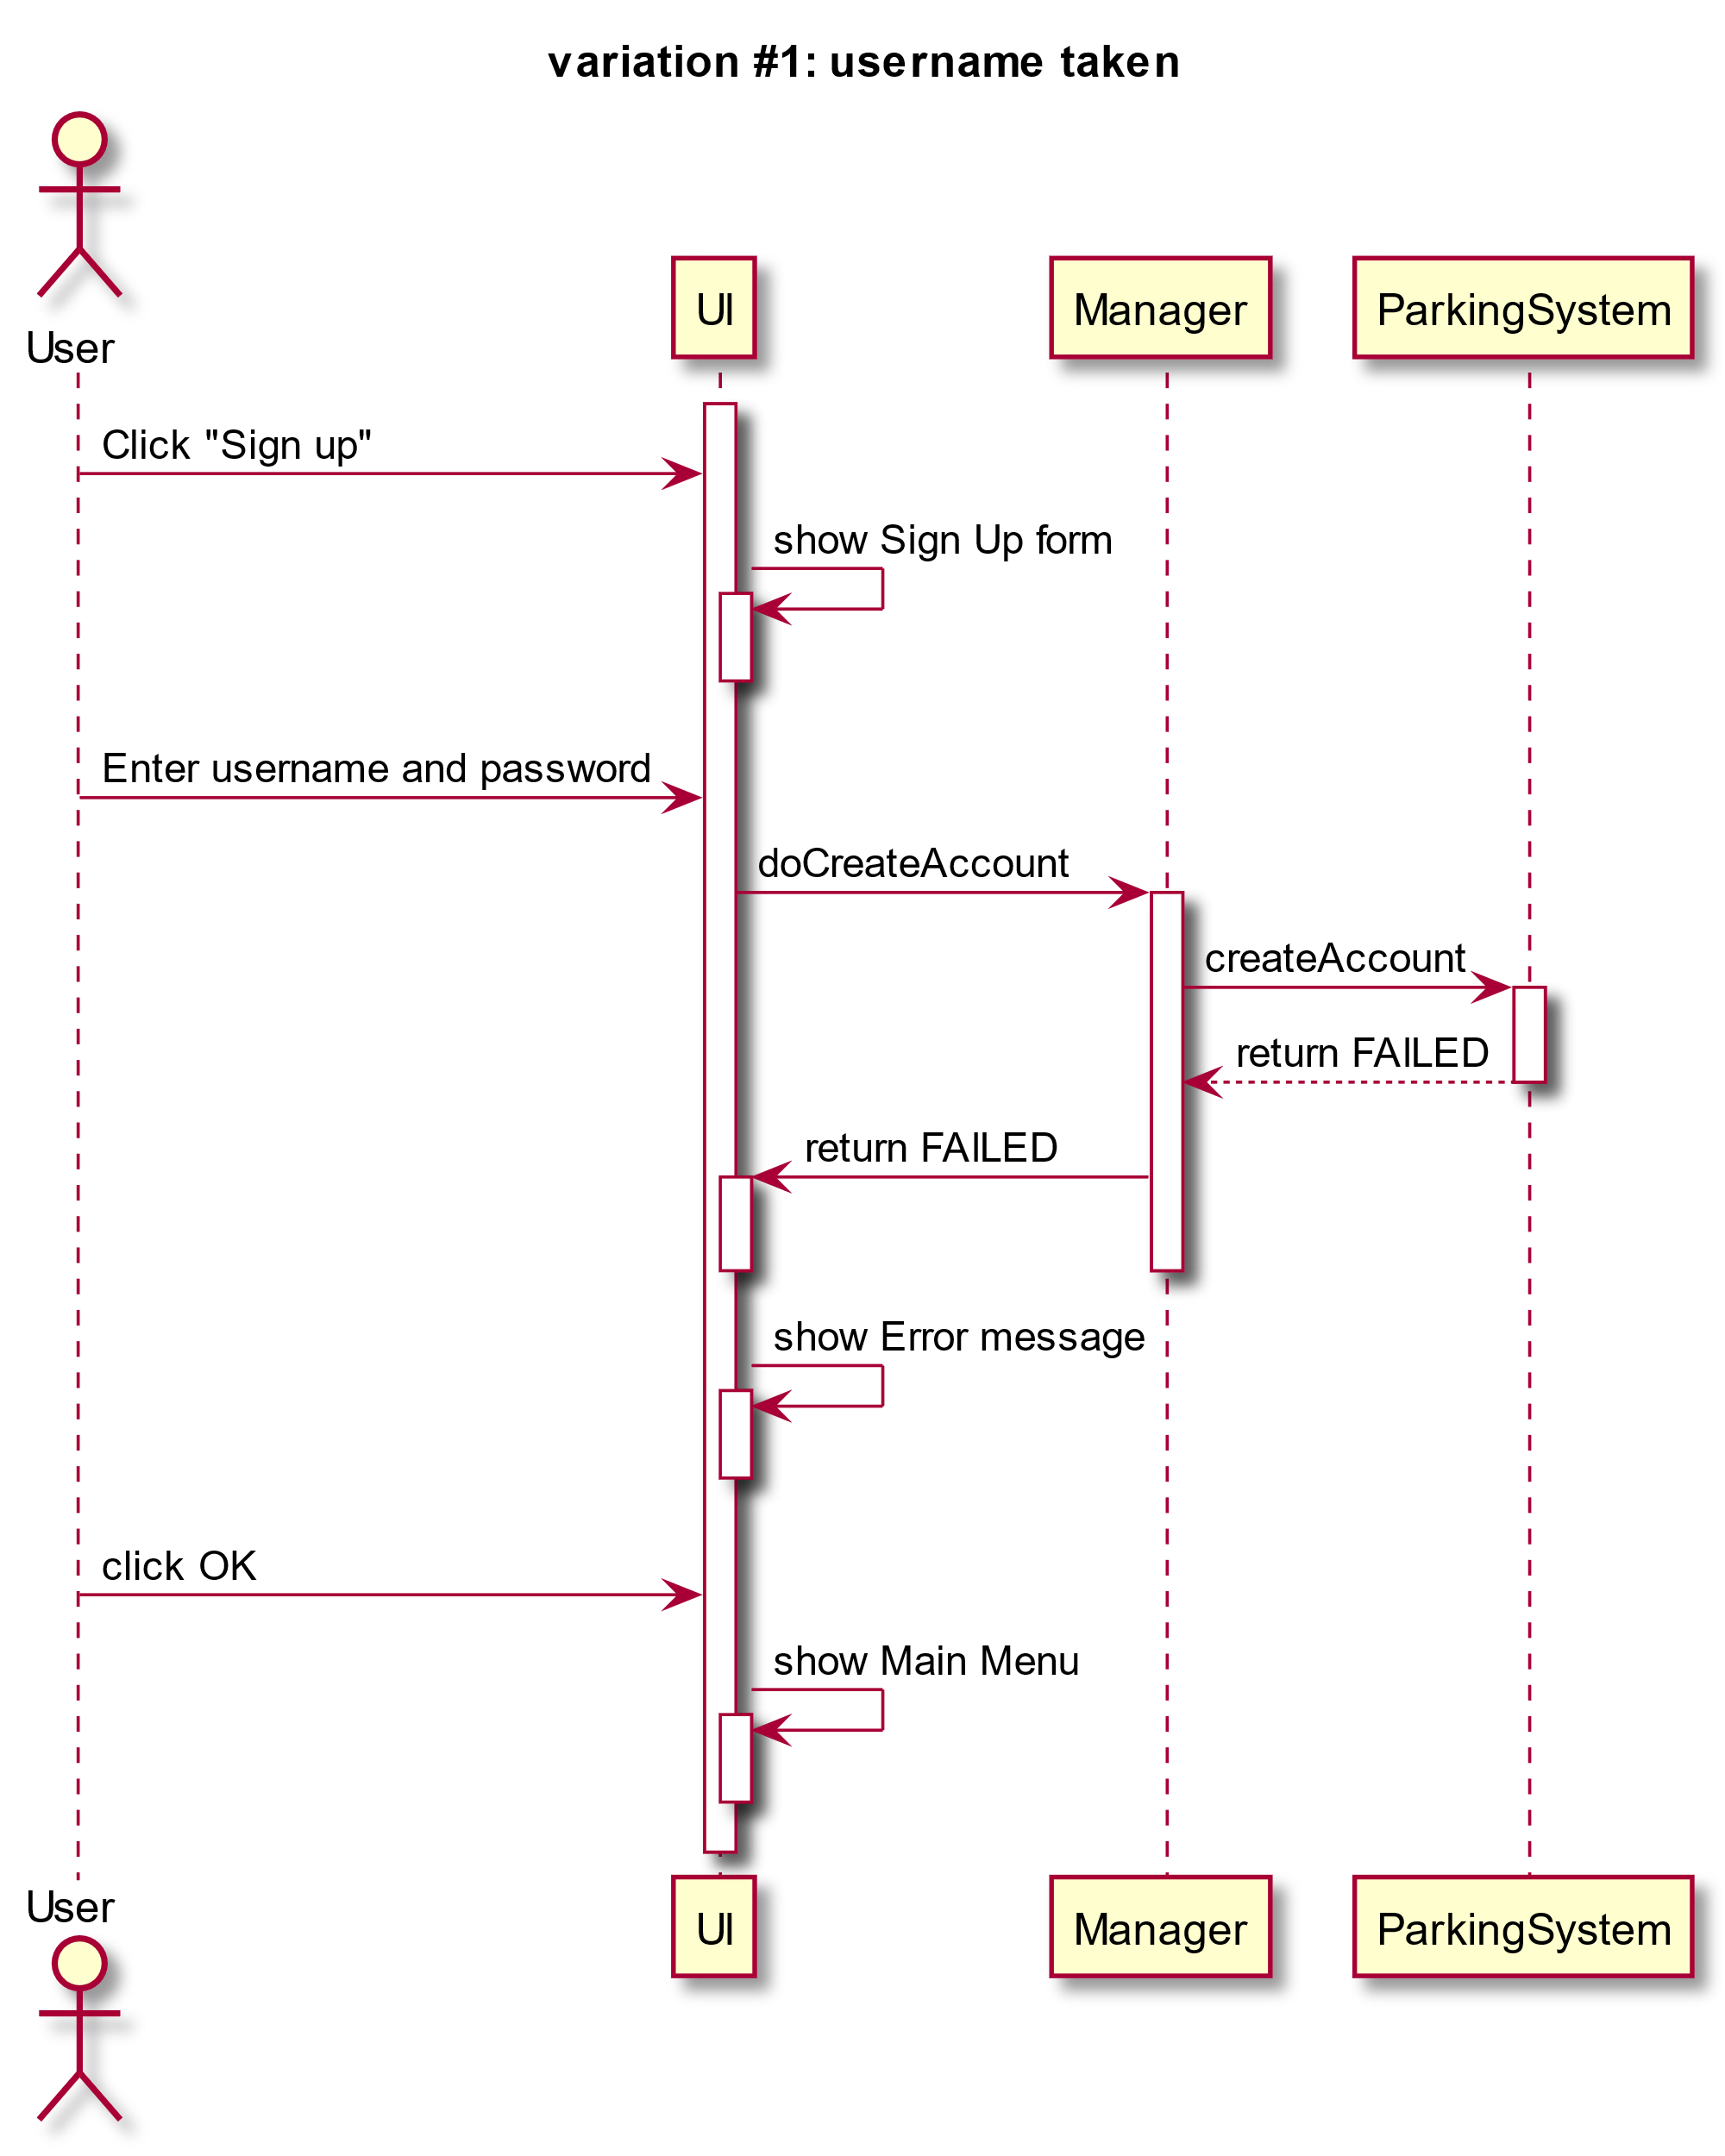 variation #1: username taken
User
UI
Manager
ParkingSystem
Click "Sign up"
show Sign Up form
Enter username and password
doCreateAccount
createAccount
return FAILED
return FAILED
show Error message
click OK
show Main Menu
User
UI
Manager
ParkingSystem